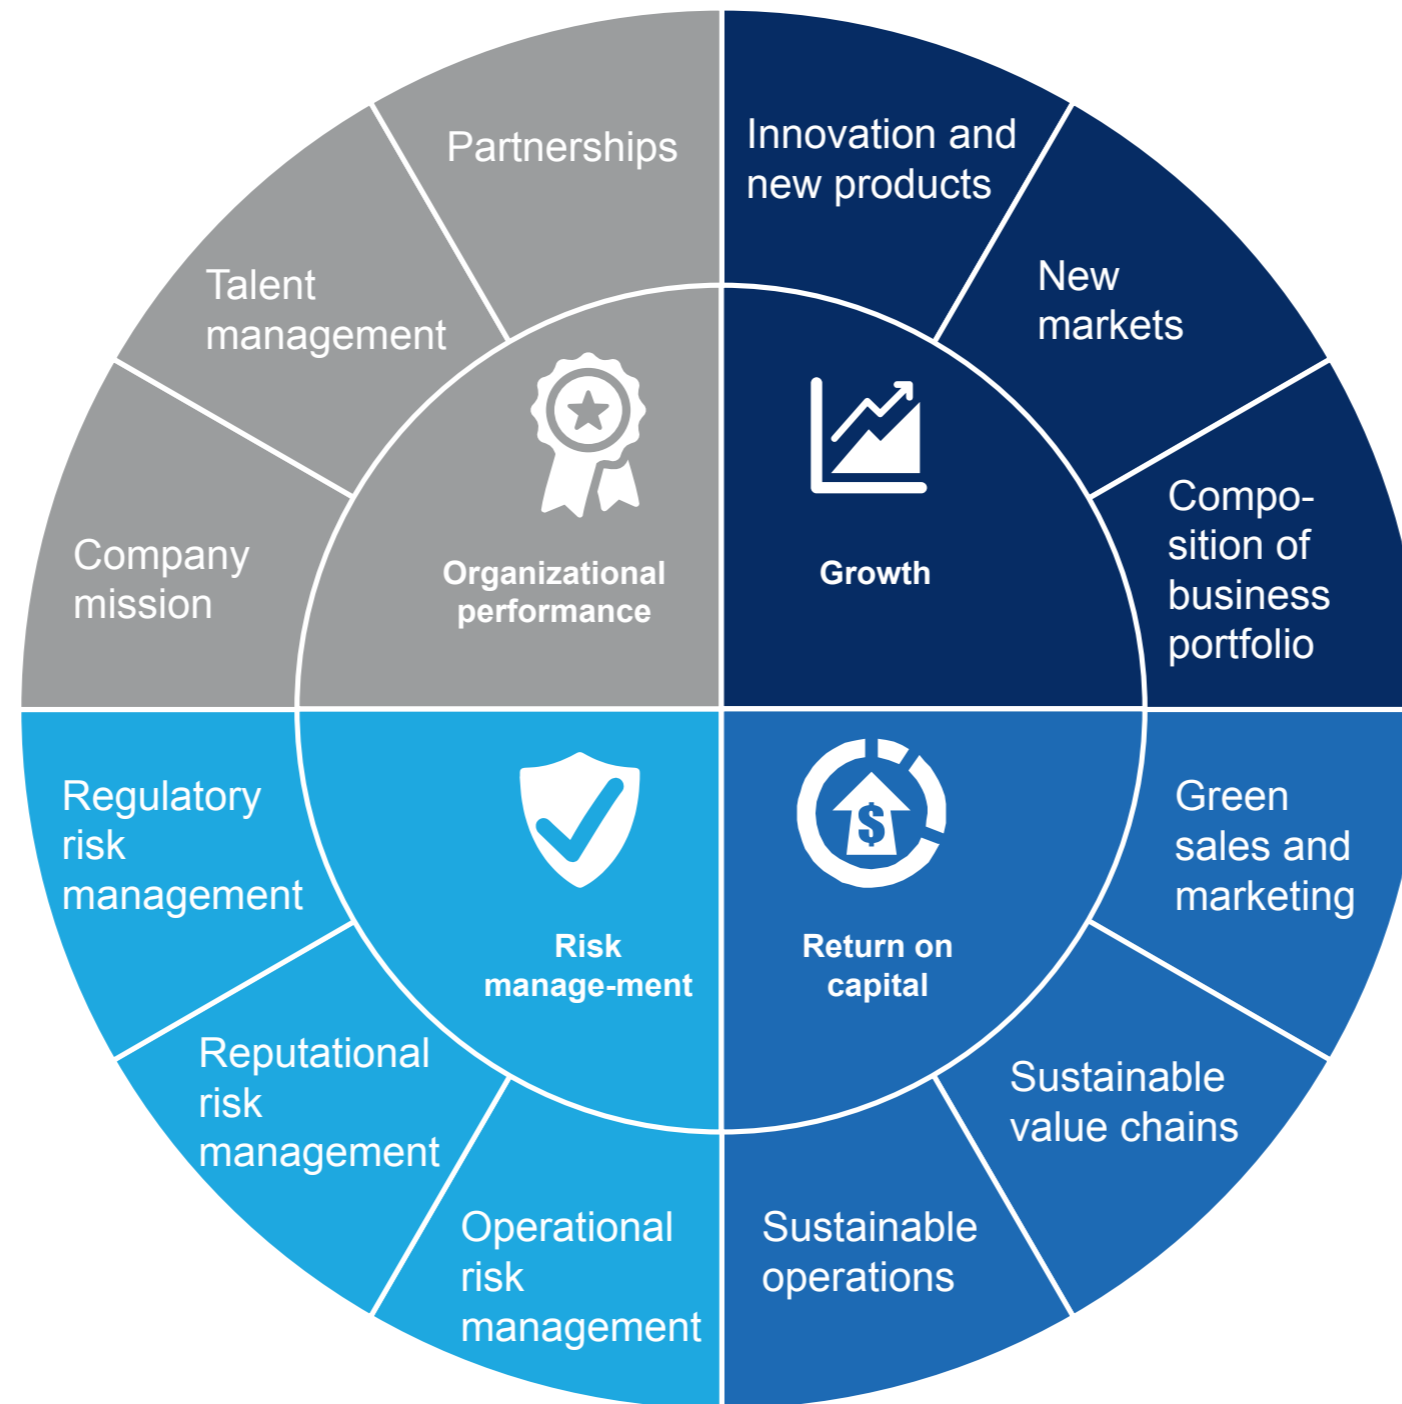 Partnerships
Innovation and
new products
Talent
management
New
markets
Company
mission
Compo-
sition of
business
portfolio
Organizational
performance
Growth
Regulatory
risk
management
Green
sales and
marketing
$
Risk
manage-ment
Return on
capital
Reputational
risk
management
Sustainable
value chains
Operational
risk
management
Sustainable
operations